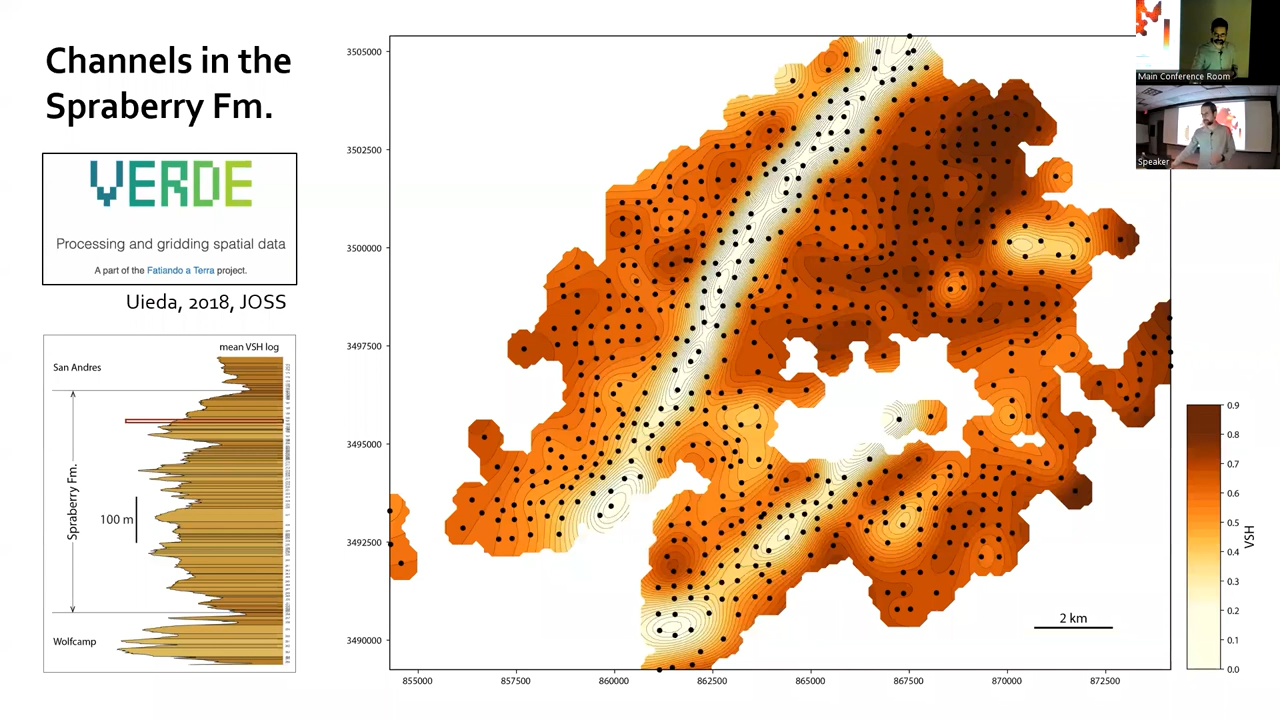 Channels in the
Spraberry Fm.
VERDE
Processing and gridding spatial data
A part of the Fatiando a Terra project.
Uieda, 2018, JOSS
mean VSH log
San Andres
Spraberry Fm.
100 m
Wolfcamp
3505000
3502500
3500000
3497500
3495000
3492500
3490000
855000
857500
860000
862500
865000
867500
870000
872500
2 km
0.9
0.8
0.7
0.6
0.5
0.4
0.3
0.2
0.1
0.0
VSH
Main Conference Room
Speaker